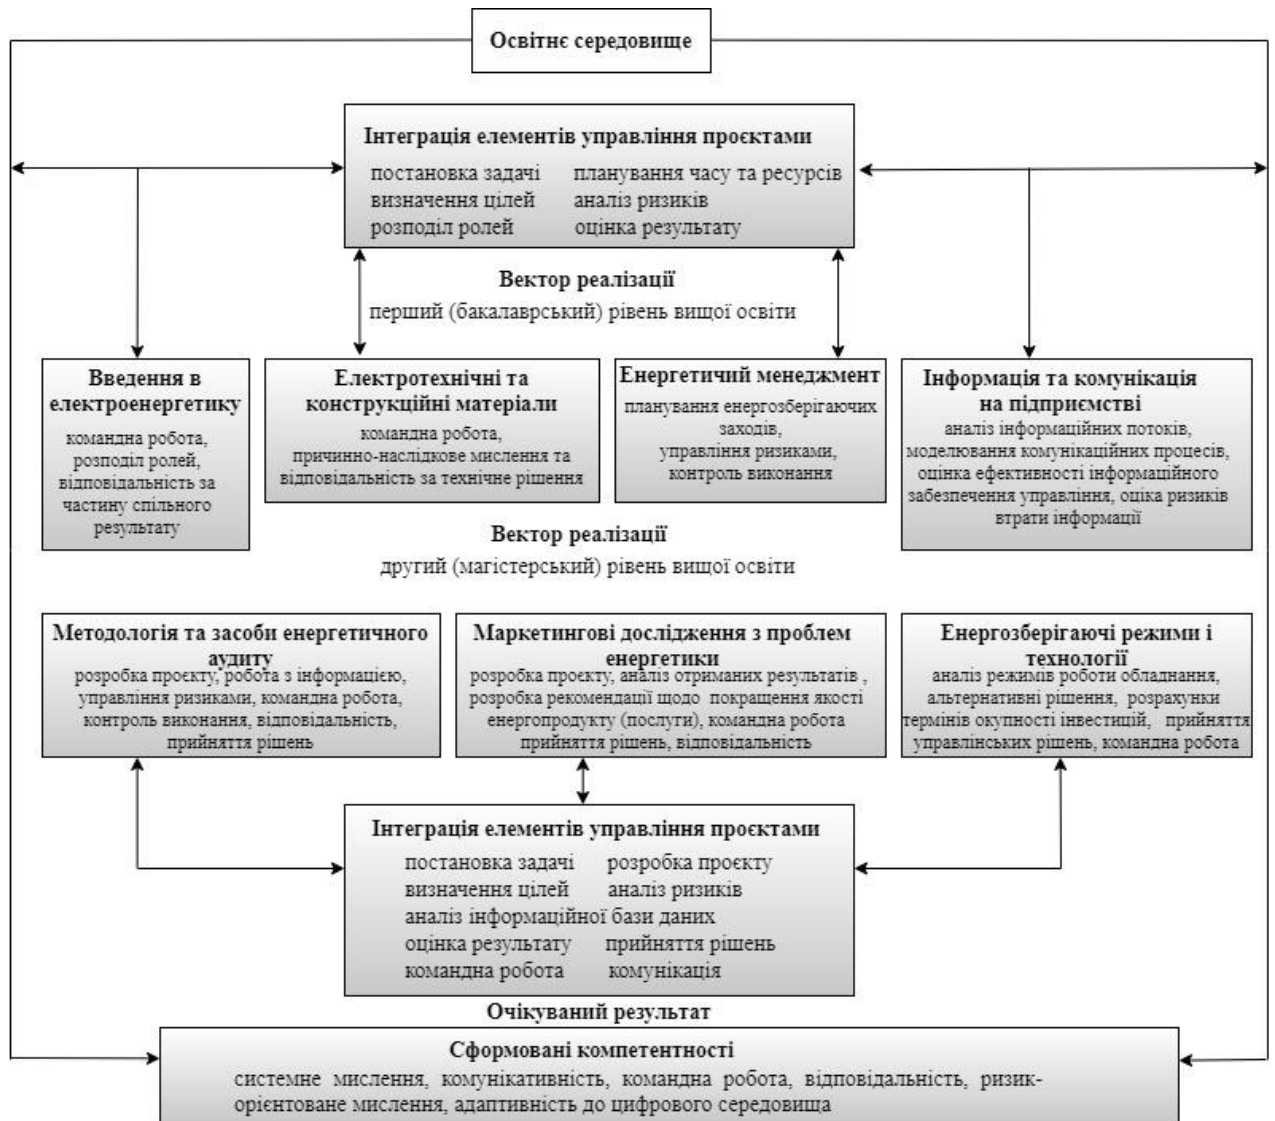 Освітнє середовище
Інтеграція елементів управління проєктами
постановка задачі планування часу та ресурсів
визначення цілей аналіз ризиків
розподіл ролей оцінка результату
Вектор реалізації
перший (бакалаврський) рівень вищої освіти
Введення в
електроенергетику
командна робота,
розподіл ролей,
відповідальність за
частину спільного
результату
Електротехнічні та
конструкційні матеріали
командна робота,
причинно-наслідкове мислення та
відповідальність за технічне рішення
Енергетичий менеджмент
планування енергозберігаючих
заходів,
управління ризиками,
контроль виконання
Інформація та комунікація
на підприємстві
аналіз інформаційних потоків,
моделювання комунікаційних процесів,
оцінка ефективності інформаційного
забезпечення управління, оціка ризиків
втрати інформації
Вектор реалізації
другий (магістерський) рівень вищої освіти
Методологія та засоби енергетичного
аудиту
розробка проєкту, робота з інформацією,
управління ризиками, командна робота,
контроль виконання, відповідальність,
прийняття рішень
Маркетингові дослідження з проблем
енергетики
розробка проєкту, аналіз отриманих результатів ,
розробка рекомендації щодо покращення якості
енергопродукту (послуги), командна робота
прийняття рішень, відповідальність
Енергозберігаючі режими і
технології
аналіз режимів роботи обладнання,
альтернативні рішення, розрахунки
термінів окупності інвестицій, прийняття
управлінських рішень, командна робота
Інтеграція елементів управління проєктами
постановка задачі розробка проєкту
визначення цілей аналіз ризиків
аналіз інформаційної бази даних
оцінка результату прийняття рішень
командна робота комунікація
Очікуваний результат
Сформовані компетентності
системне мислення, комунікативність, командна робота, відповідальність, ризик-
орієнтоване мислення, адаптивність до цифрового середовища